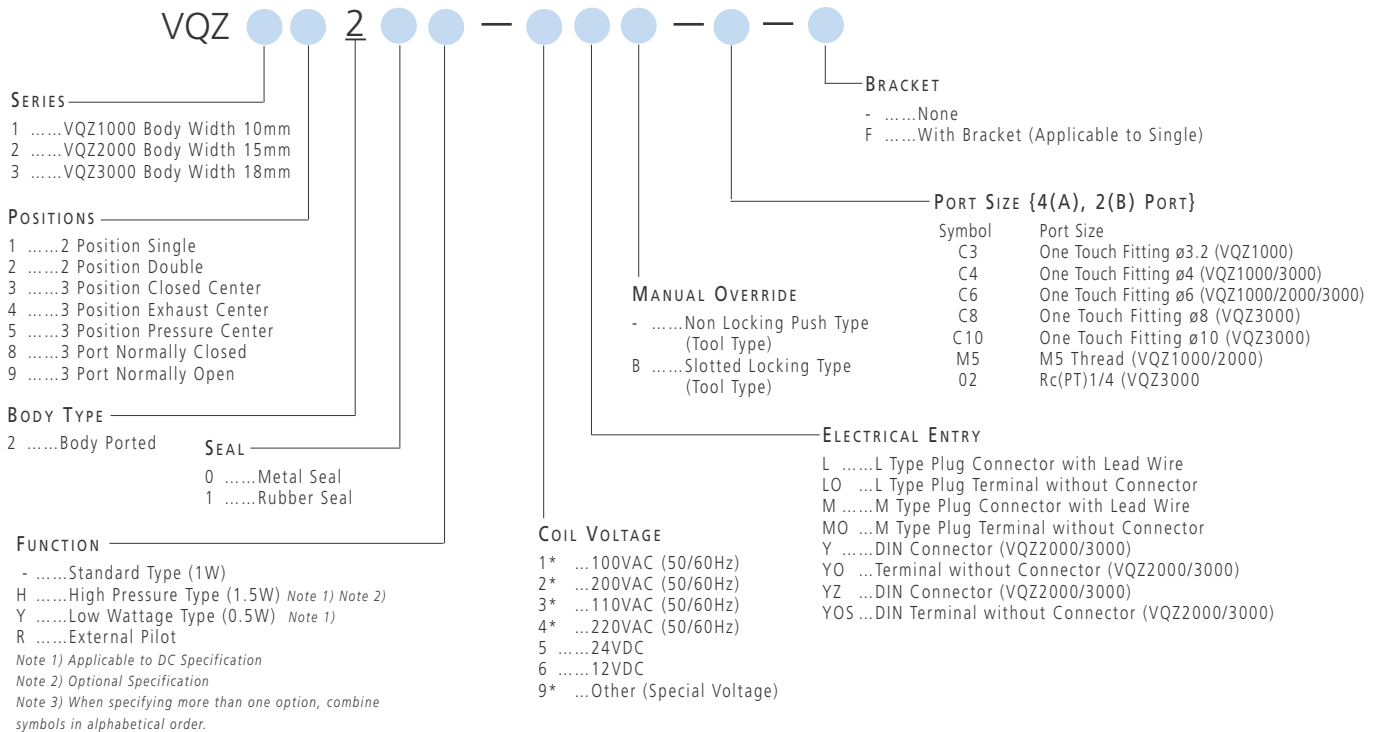 VQZ 2 — — —
SERIES
1 ......VQZ1000 Body Width 10mm
2 ......VQZ2000 Body Width 15mm
3 ......VQZ3000 Body Width 18mm
POSITIONS
1 ......2 Position Single
2 ......2 Position Double
3 ......3 Position Closed Center
4 ......3 Position Exhaust Center
5 ......3 Position Pressure Center
8 ......3 Port Normally Closed
9 ......3 Port Normally Open
BODY TYPE
2 ......Body Ported
SEAL
0 ......Metal Seal
1 ......Rubber Seal
FUNCTION
- ......Standard Type (1W)
H ......High Pressure Type (1.5W) Note 1) Note 2)
Y ......Low Wattage Type (0.5W) Note 1)
R ......External Pilot
Note 1) Applicable to DC Specification
Note 2) Optional Specification
Note 3) When specifying more than one option, combine
symbols in alphabetical order.
COIL VOLTAGE
1* ...100VAC (50/60Hz)
2* ...200VAC (50/60Hz)
3* ...110VAC (50/60Hz)
4* ...220VAC (50/60Hz)
5 ......24VDC
6 ......12VDC
9* ...Other (Special Voltage)
ELECTRICAL ENTRY
L ......L Type Plug Connector with Lead Wire
LO ...L Type Plug Terminal without Connector
M ......M Type Plug Connector with Lead Wire
MO ...M Type Plug Terminal without Connector
Y ......DIN Connector (VQZ2000/3000)
YO ...Terminal without Connector (VQZ2000/3000)
YZ ...DIN Connector (VQZ2000/3000)
YOS ...DIN Terminal without Connector (VQZ2000/3000)
MANUAL OVERRIDE
- ......Non Locking Push Type
(Tool Type)
B ......Slotted Locking Type
(Tool Type)
PORT SIZE {4(A), 2(B) PORT}
Symbol Port Size
C3 One Touch Fitting ø3.2 (VQZ1000)
C4 One Touch Fitting ø4 (VQZ1000/3000)
C6 One Touch Fitting ø6 (VQZ1000/2000/3000)
C8 One Touch Fitting ø8 (VQZ3000)
C10 One Touch Fitting ø10 (VQZ3000)
M5 M5 Thread (VQZ1000/2000)
02 Rc(PT)1/4 (VQZ3000
BRACKET
- ......None
F ......With Bracket (Applicable to Single)